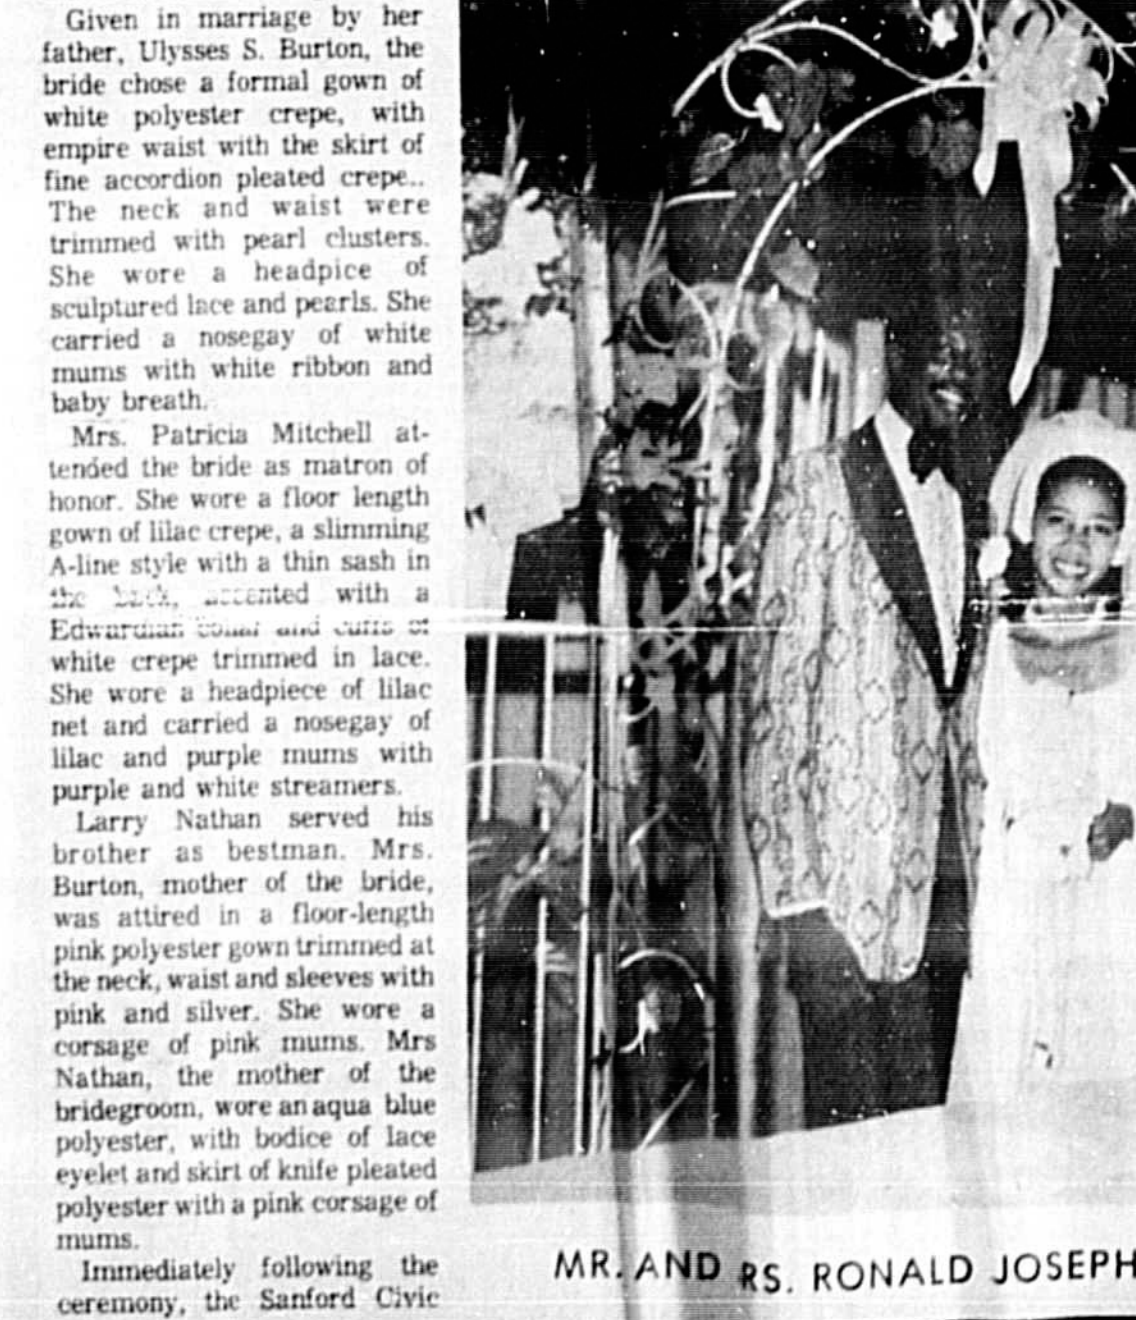 Given in marriage by her
father, Ulysses S. Burton, the
bride chose a formal gown of
white polyester crepe, with
empire waist with the skirt of
fine accordion pleated crepe..
The neck and waist were
trimmed with pearl clusters.
She wore a headpice of
sculptured lace and pearls. She
carried a nosegay of white
mums with white ribbon and
baby breath.
Mrs. Patricia Mitchell at-
tended the bride as matron of
honor. She wore a floor length
gown of lilac crepe, a slimming
A-line style with a thin sash in
the back, accented with a
Edwardian collar and cuffs of
white crepe trimmed in lace.
She wore a headpiece of lilac
net and carried a nosegay of
lilac and purple mums with
purple and white streamers.
Larry Nathan served his
brother as bestman. Mrs.
Burton, mother of the bride,
was attired in a floor-length
pink polyester gown trimmed at
the neck, waist and sleeves with
pink and silver. She wore a
corsage of pink mums. Mrs
Nathan, the mother of the
bridegroom, wore an aqua blue
polyester, with bodice of lace
eyelet and skirt of knife pleated
polyester with a pink corsage of
mums.
Immediately following the
ceremony, the Sanford Civic
MR. AND RS. RONALD JOSEPH